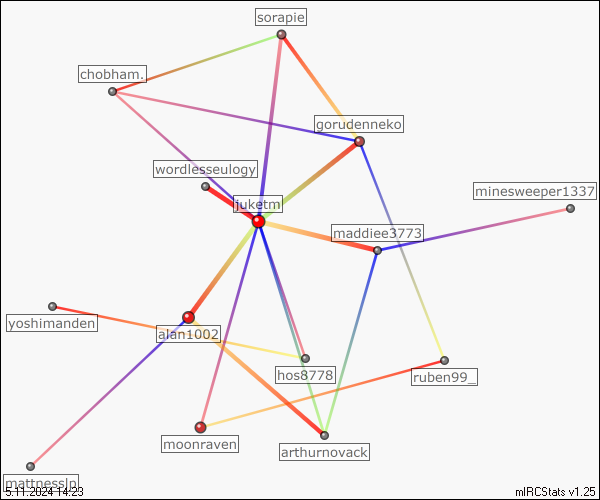 sorapie
chobham.
gorudenneko
wordlesseulogy
minesweeper1337
juketm
maddiee3773
yoshimanden
alan1002
hos8778
ruben99_
moonraven
arthurnovack
mattnesslp
5.11.2024 14:23
mIRCStats v1.25